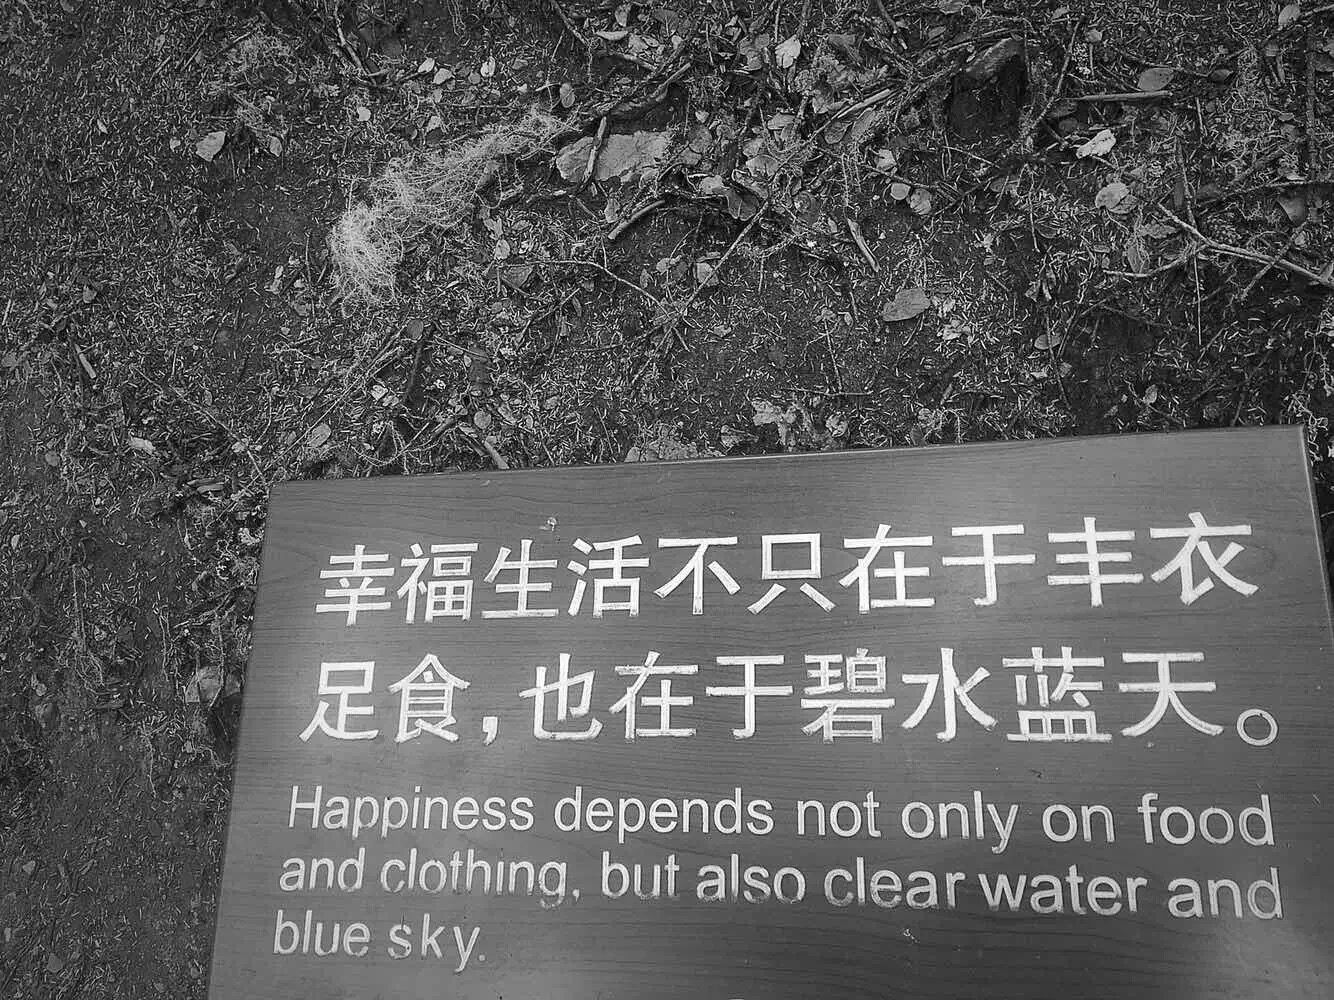 幸福生活不只在于丰衣
足食,也在于碧水蓝天。
Happiness depends not only on food
and clothing, but also clear water and
blue sky.